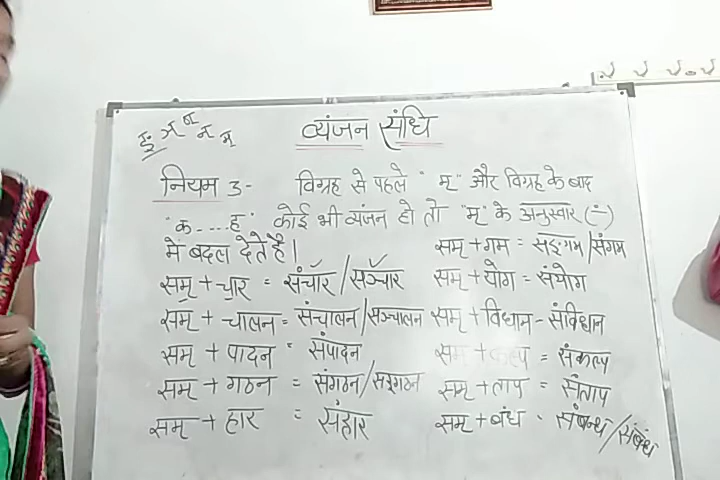 ङ ञ ण न म
व्यंजन संधि
नियम 3- विग्रह से पहले "म्" और विग्रह के बाद
"क....ह" कोई भी व्यंजन हो तो "म्" के अनुस्वार (ं)
में बदल देते है।
सम् + चार = संचार / सञ्चार
सम् + चालन = संचालन / सञ्चालन
सम् + पादन = संपादन
सम् + गठन = संगठन / सङ्गठन
सम् + हार = संहार
सम् + गम = सङ्गम / संगम
सम् + योग = संयोग
सम् + विधान - संविधान
सम् + कल्प = संकल्प
सम् + ताप = संताप
सम् + बंध - संबन्ध / संबंध